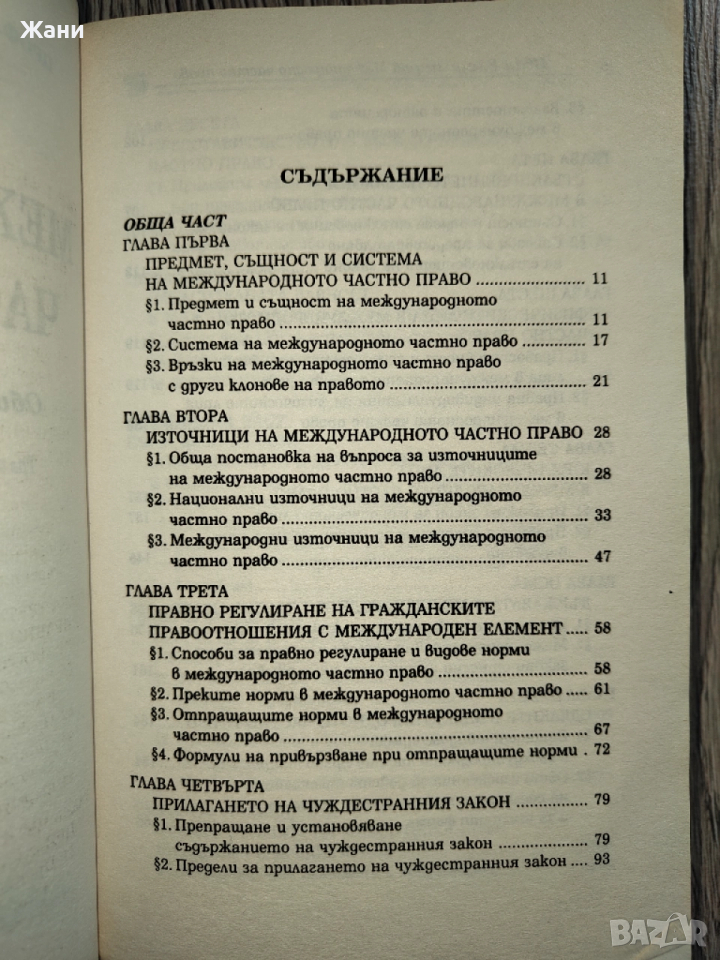 Жани
СЪДЪРЖАНИЕ
ОБЩА ЧАСТ
ГЛАВА ПЪРВА
ПРЕДМЕТ, СЪЩНОСТ И СИСТЕМА
НА МЕЖДУНАРОДНОТО ЧАСТНО ПРАВО ..................... 11
§1. Предмет и същност на международното
частно право ........................................................ 11
§2. Система на международното частно право ............. 17
§3. Връзки на международното частно право
с други клонове на правото ................................... 21
ГЛАВА ВТОРА
ИЗТОЧНИЦИ НА МЕЖДУНАРОДНОТО ЧАСТНО ПРАВО 28
§1. Обща постановка на въпроса за източниците
на международното частно право ......................... 28
§2. Национални източници на международното
частно право ........................................................ 33
§3. Международни източници на международното
частно право ........................................................ 47
ГЛАВА ТРЕТА
ПРАВНО РЕГУЛИРАНЕ НА ГРАЖДАНСКИТЕ
ПРАВООТНОШЕНИЯ С МЕЖДУНАРОДЕН ЕЛЕМЕНТ ..... 58
§1. Способи за правно регулиране и видове норми
в международното частно право ........................... 58
§2. Преките норми в международното частно право ..... 61
§3. Отпращащите норми в международното
частно право ........................................................ 67
§4. Формули на привързване при отпращащите норми . 72
ГЛАВА ЧЕТВЪРТА
ПРИЛАГАНЕТО НА ЧУЖДЕСТРАННИЯ ЗАКОН ............... 79
§1. Препращане и установяване
съдържанието на чуждестранния закон ................. 79
§2. Предели за прилагането на чуждестранния закон .... 93
BAZAR